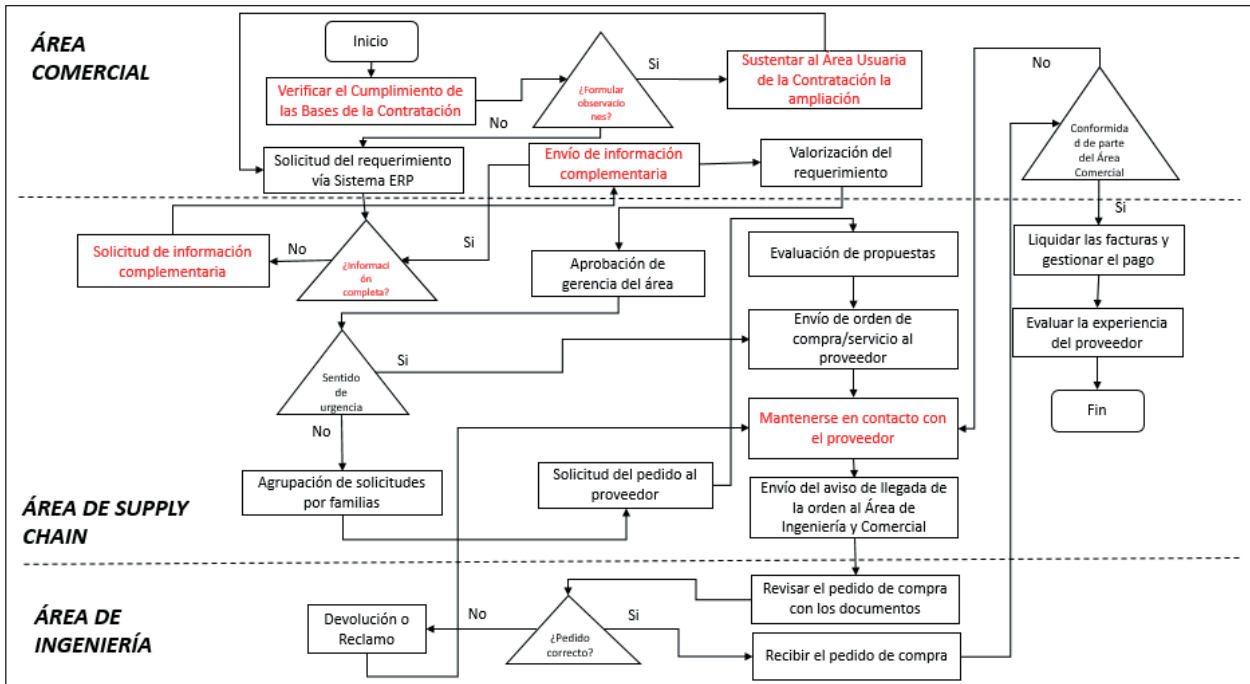 ÁREA
COMERCIAL
Inicio
Verificar el Cumplimiento de
las Bases de la Contratación
¿Formular
observacio
nes?
Si
Sustentar al Área Usuaria
de la Contratación la
ampliación
No
Solicitud del requerimiento
vía Sistema ERP
Envío de información
complementaria
Valorización del
requerimiento
No
Conformida
d de parte
del Área
Comercial
Si
Solicitud de información
complementaria
No
¿Informaci
ón
completa?
Si
Aprobación de
gerencia del área
Evaluación de propuestas
Liquidar las facturas y
gestionar el pago
Sentido
de
urgencia
Si
Envío de orden de
compra/servicio al
proveedor
Evaluar la experiencia
del proveedor
Fin
No
Mantenerse en contacto con
el proveedor
Agrupación de solicitudes
por familias
Solicitud del pedido al
proveedor
Envío del aviso de llegada de
la orden al Área de
Ingeniería y Comercial
ÁREA DE SUPPLY
CHAIN
ÁREA DE
INGENIERÍA
Revisar el pedido de compra
con los documentos
Devolución o
Reclamo
No
¿Pedido
correcto?
Si
Recibir el pedido de compra